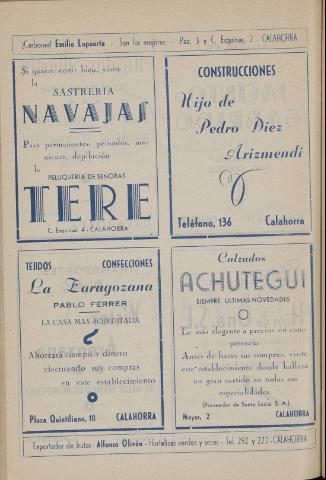 ¡Carbones! Emilio Lapuerta - Son los mejores - Paz, 3 y C. Esquinas, 2 - CALAHORRA
Si quiere vestir bien, visite
la
SASTRERÍA
NAVAJAS
Para permanentes, peinados, ma-
nicura, depilación
la
PELUQUERIA DE SEÑORAS
TERE
C. Esquinas, 4 - CALAHORRA
CONSTRUCCIONES
Hijo de
Pedro Díez
Arizmendi
Teléfono, 136 Calahorra
TEJIDOS CONFECCIONES
La Zaragozana
PABLO FERRER
LA CASA MAS ACREDITADA
Ahorrará tiempo y dinero
efectuando sus compras
en este establecimiento
Plaza Quintiliano, 10 CALAHORRA
Calzados
ACHUTEGUI
SIEMPRE ULTIMAS NOVEDADES
Lo más elegante a precios sin com-
petencia
Antes de hacer sus compras, visite
este establecimiento donde hallará
un gran surtido en todas sus
especialidades.
(Proveedor de Santa Lucía S. A.)
Mayor, 2 CALAHORRA
Exportador de frutas - Alfonso Oliván - Hortalizas verdes y secas - Tel. 292 y 272 - CALAHORRA